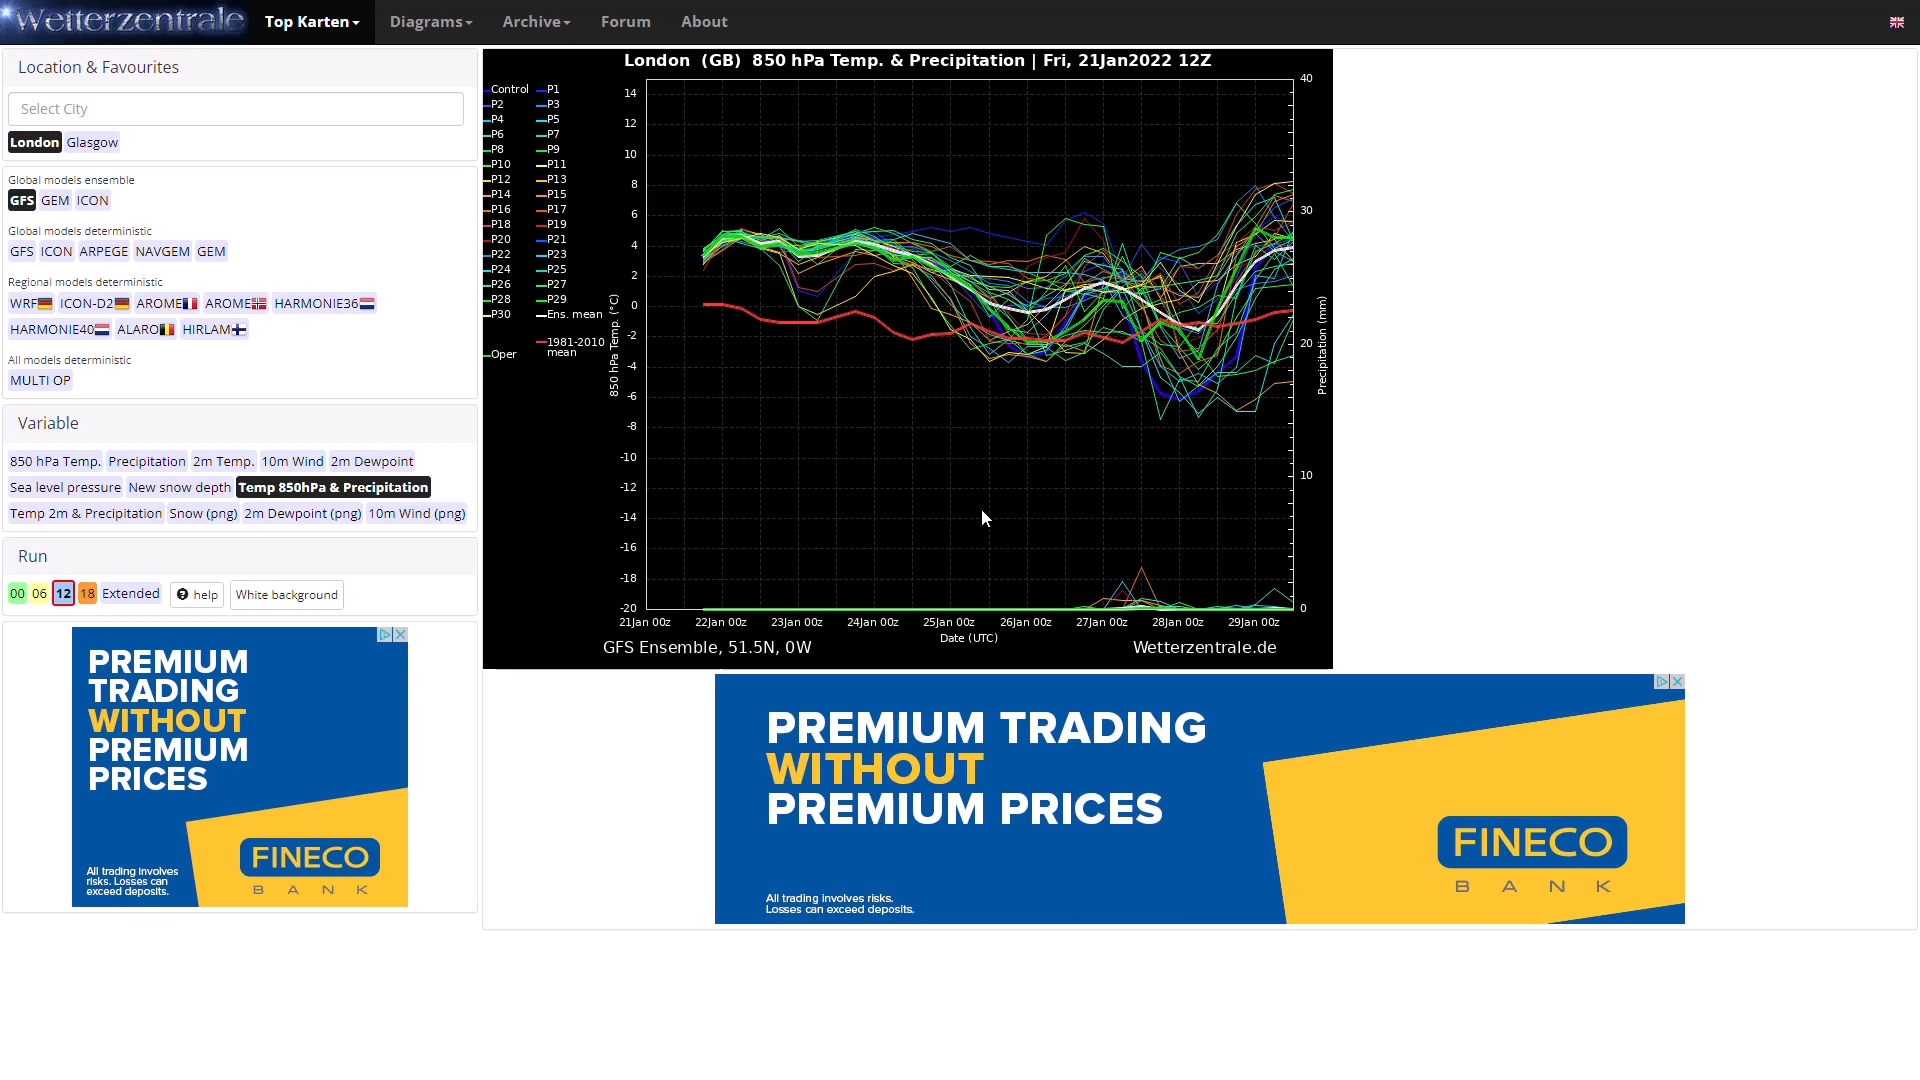 Wetterzentrale
Top Karten
Diagrams
Archive
Forum
About
Location & Favourites
Select City
London Glasgow
Global models ensemble
GFS GEM ICON
Global models deterministic
GFS ICON ARPEGE NAVGEM GEM
Regional models deterministic
WRF ICON-D2 AROME AROME HARMONIE36
HARMONIE40 ALARO HIRLAM
All models deterministic
MULTI OP
Variable
850 hPa Temp. Precipitation 2m Temp. 10m Wind 2m Dewpoint
Sea level pressure New snow depth Temp 850hPa & Precipitation
Temp 2m & Precipitation Snow (png) 2m Dewpoint (png) 10m Wind (png)
Run
00 06 12 18 Extended help White background
PREMIUM
TRADING
WITHOUT
PREMIUM
PRICES
All trading involves
risks. Losses can
exceed deposits.
FINECO
BANK
London (GB) 850 hPa Temp. & Precipitation | Fri, 21Jan2022 12Z
Control P1
P2 P3
P4 P5
P6 P7
P8 P9
P10 P11
P12 P13
P14 P15
P16 P17
P18 P19
P20 P21
P22 P23
P24 P25
P26 P27
P28 P29
P30 Ens. mean
Oper 1981-2010
mean
850 hPa Temp. (°C)
14
12
10
8
6
4
2
0
-2
-4
-6
-8
-10
-12
-14
-16
-18
-20
40
30
20
10
0
Precipitation (mm)
21Jan 00z 22Jan 00z 23Jan 00z 24Jan 00z 25Jan 00z 26Jan 00z 27Jan 00z 28Jan 00z 29Jan 00z
Date (UTC)
GFS Ensemble, 51.5N, 0W
Wetterzentrale.de
PREMIUM TRADING
WITHOUT
PREMIUM PRICES
All trading involves risks.
Losses can exceed deposits.
FINECO
BANK